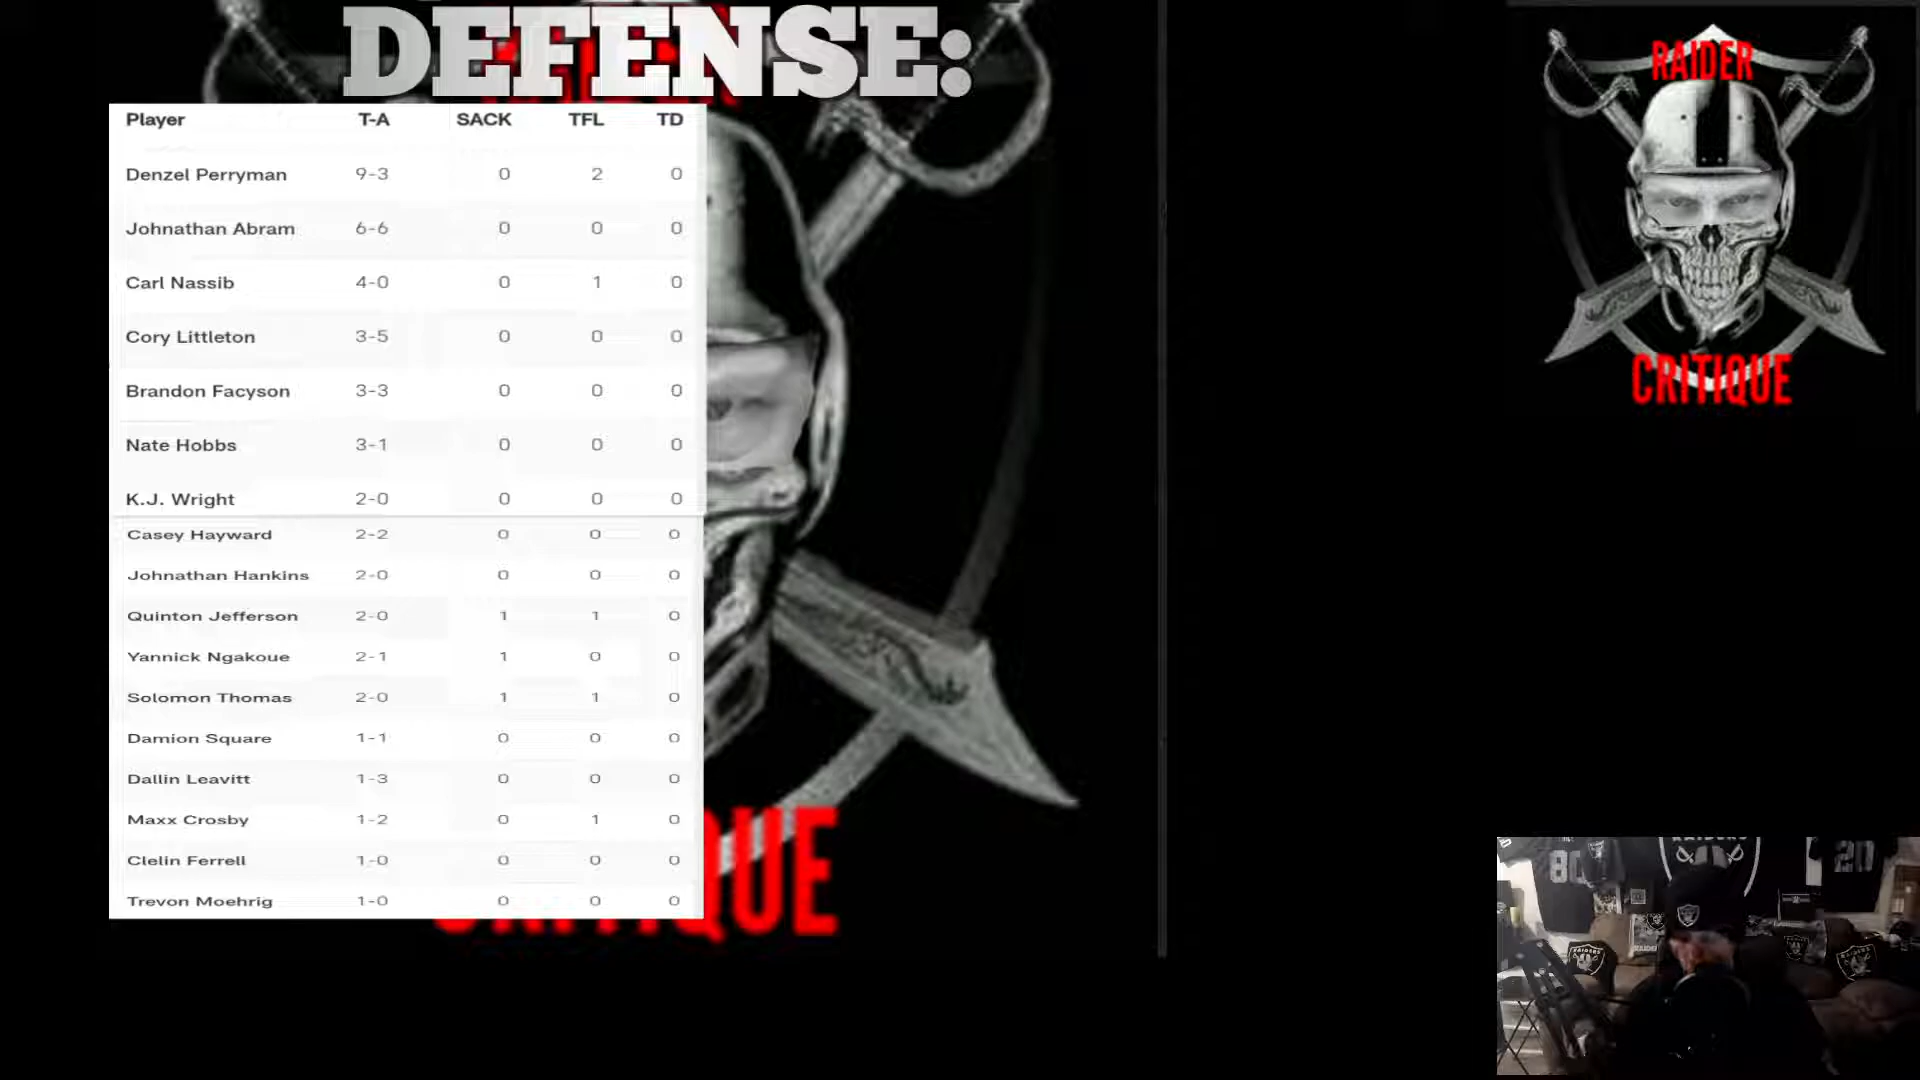 DEFENSE:
Player T-A SACK TFL TD
Denzel Perryman 9-3 0 2 0
Johnathan Abram 6-6 0 0 0
Carl Nassib 4-0 0 1 0
Cory Littleton 3-5 0 0 0
Brandon Facyson 3-3 0 0 0
Nate Hobbs 3-1 0 0 0
K.J. Wright 2-0 0 0 0
Casey Hayward 2-2 0 0 0
Johnathan Hankins 2-0 0 0 0
Quinton Jefferson 2-0 1 1 0
Yannick Ngakoue 2-1 1 0 0
Solomon Thomas 2-0 1 1 0
Damion Square 1-1 0 0 0
Dallin Leavitt 1-3 0 0 0
Maxx Crosby 1-2 0 1 0
Clelin Ferrell 1-0 0 0 0
Trevon Moehrig 1-0 0 0 0
QUE
RAIDER
CRITIQUE
RAIDERS
80
20
RAIDERS
RAIDERS